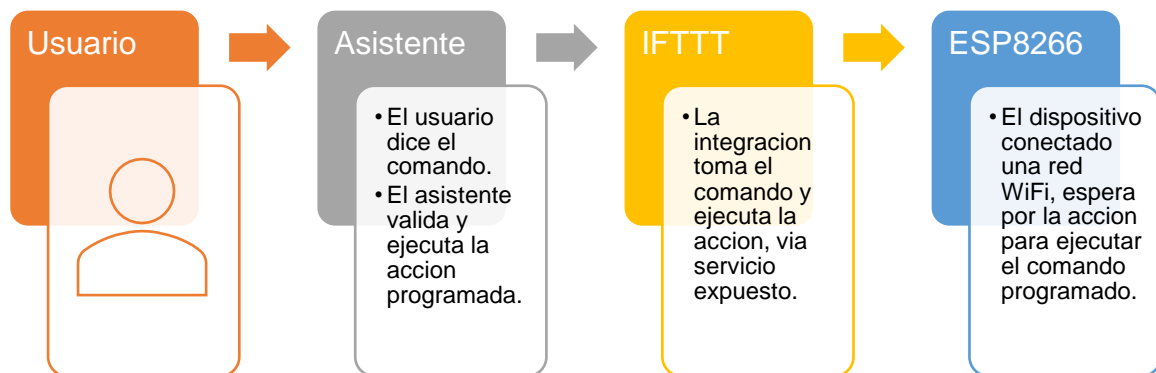 Usuario
Asistente
• El usuario
dice el
comando.
• El asistente
valida y
ejecuta la
accion
programada.
IFTTT
• La
integracion
toma el
comando y
ejecuta la
accion, via
servicio
expuesto.
ESP8266
• El dispositivo
conectado
una red
WiFi, espera
por la accion
para ejecutar
el comando
programado.